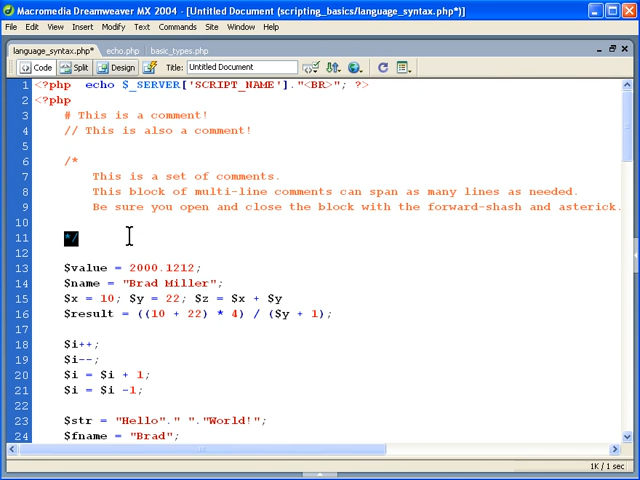 Macromedia Dreamweaver MX 2004 - [Untitled Document (scripting_basics/language_syntax.php*)]
File Edit View Insert Modify Text Commands Site Window Help
language_syntax.php* echo.php basic_types.php
Code Split Design Title: Untitled Document
1 <?php  echo $_SERVER['SCRIPT_NAME']."<BR>"; ?>
2 <?php
3 # This is a comment!
4 // This is also a comment!
5
6 /*
7 This is a set of comments.
8 This block of multi-line comments can span as many lines as needed.
9 Be sure you open and close the block with the forward-shash and asterick.
10
11 */
12
13 $value = 2000.1212;
14 $name = "Brad Miller";
15 $x = 10; $y = 22; $z = $x + $y
16 $result = ((10 + 22) * 4) / ($y + 1);
17
18 $i++;
19 $i--;
20 $i = $i + 1;
21 $i = $i -1;
22
23 $str = "Hello"." "."World!";
24 $fname = "Brad";
1K / 1 sec